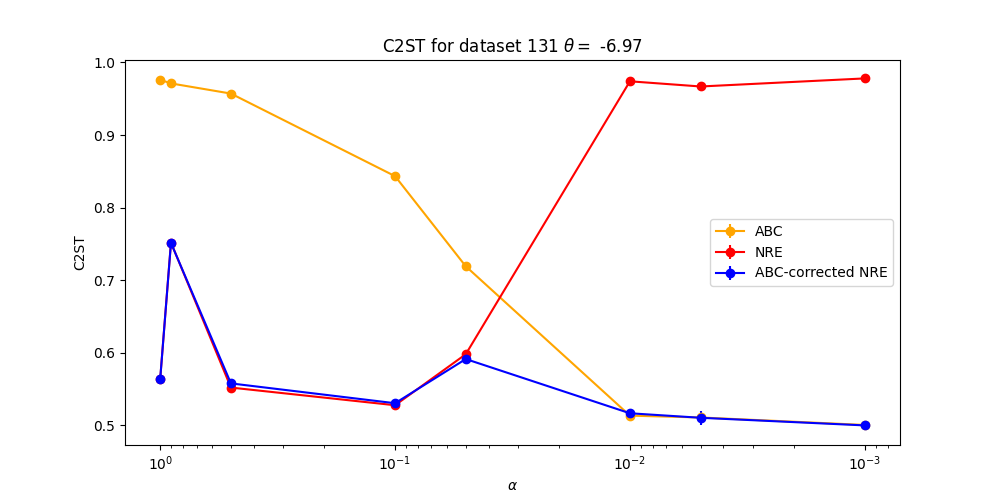 C2ST for dataset 131 θ = -6.97
C2ST
1.0
0.9
0.8
0.7
0.6
0.5
ABC
NRE
ABC-corrected NRE
10⁰
10⁻¹
10⁻²
10⁻³
α